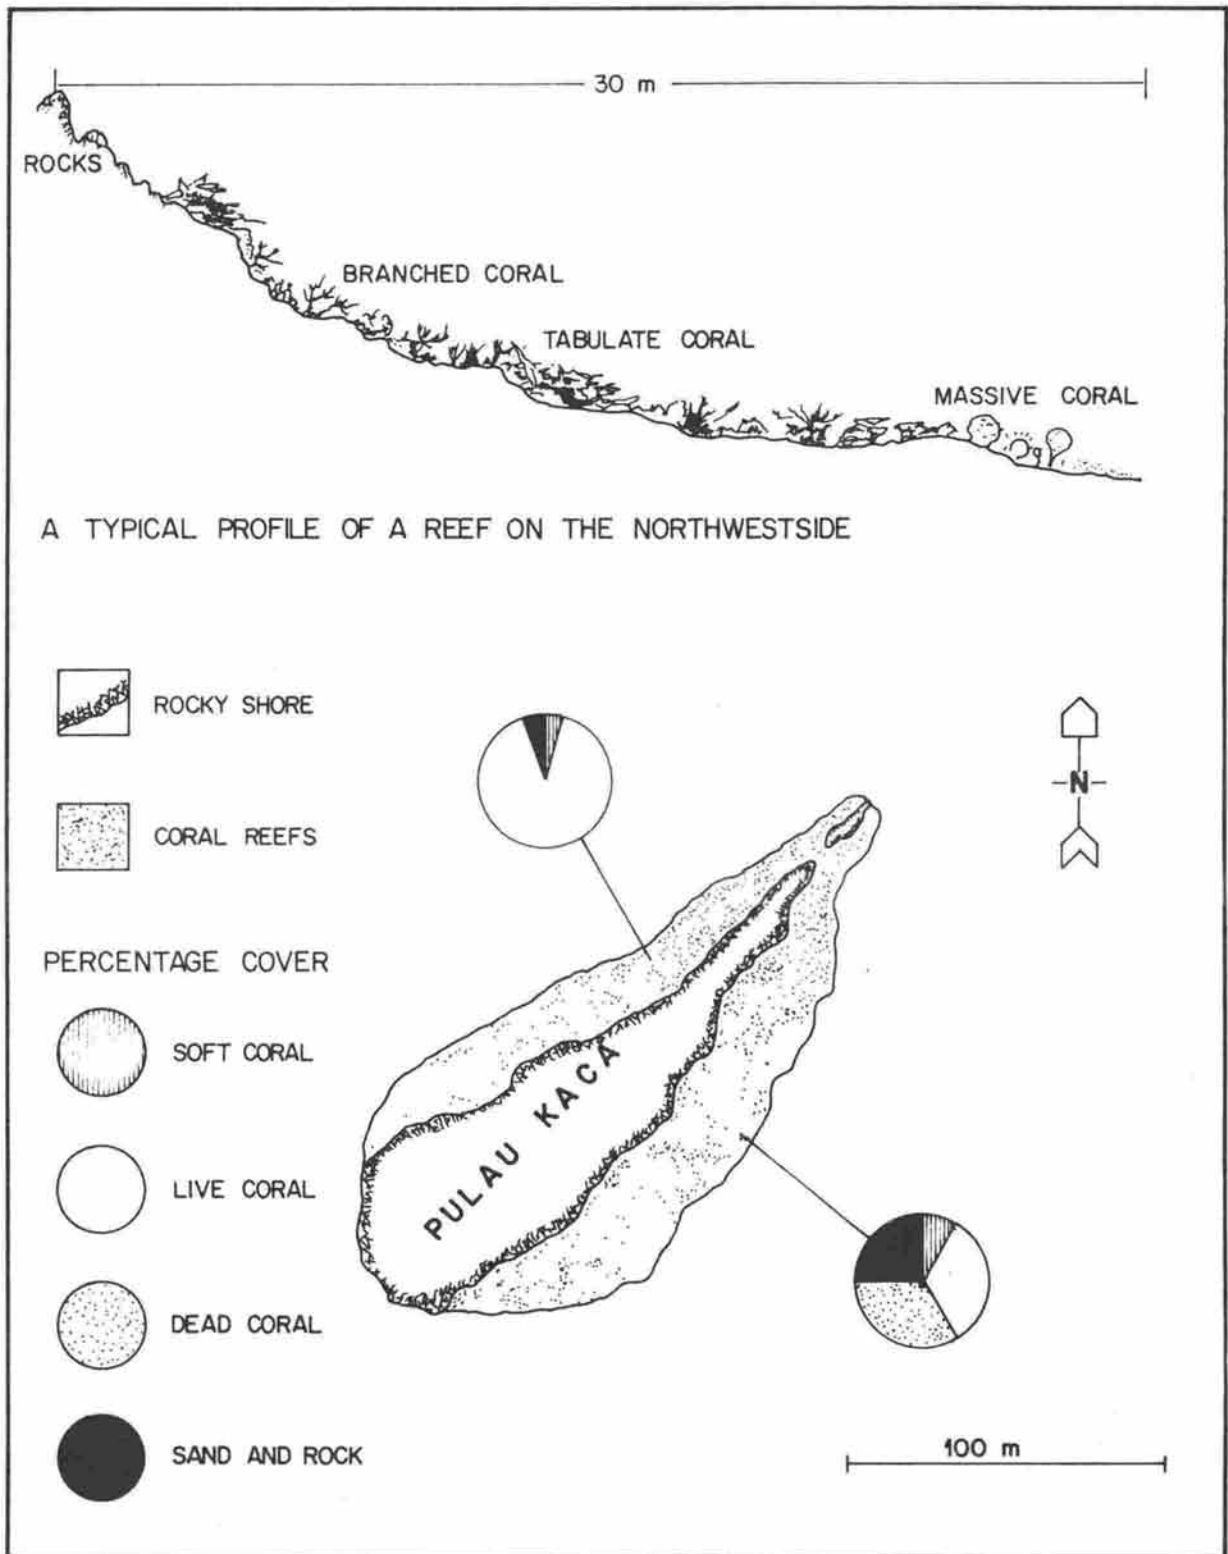 30 m
ROCKS
BRANCHED CORAL
TABULATE CORAL
MASSIVE CORAL
A TYPICAL PROFILE OF A REEF ON THE NORTHWESTSIDE
ROCKY SHORE
CORAL REEFS
N
PERCENTAGE COVER
SOFT CORAL
LIVE CORAL
DEAD CORAL
SAND AND ROCK
PULAU KACA
100 m